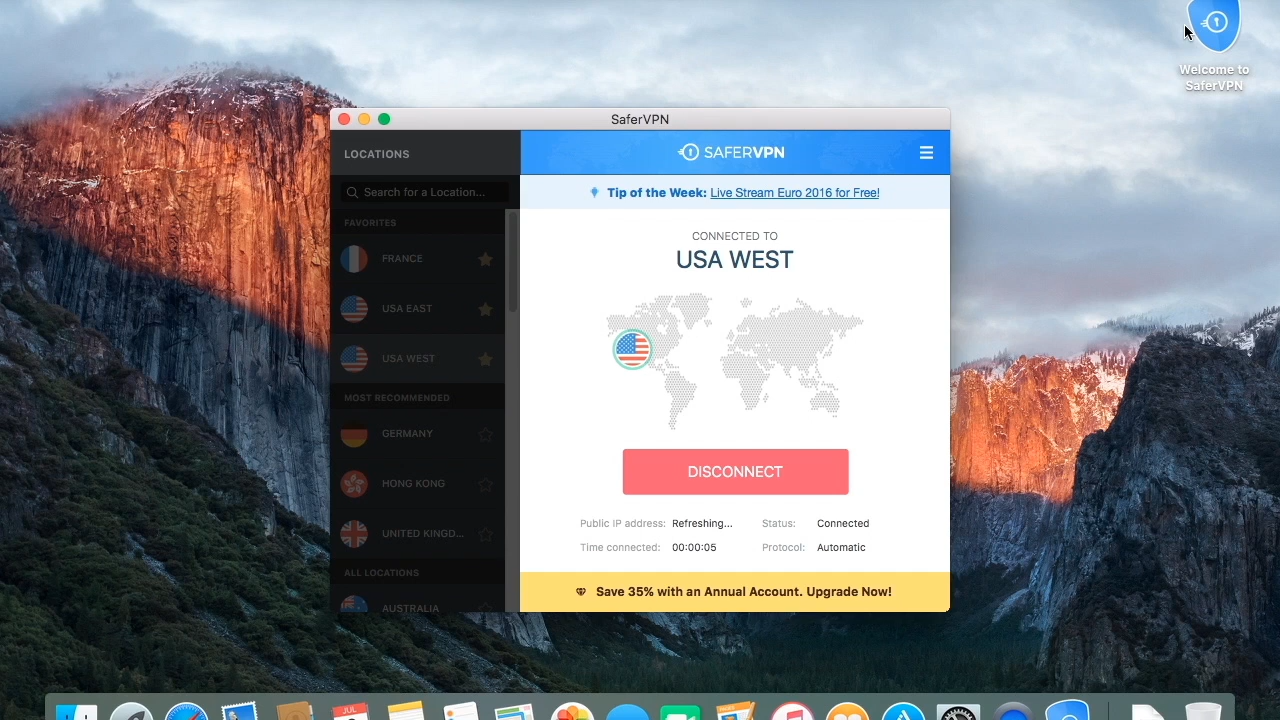 Welcome to
SaferVPN
SaferVPN
LOCATIONS
SAFERVPN
Search for a Location...
Tip of the Week: Live Stream Euro 2016 for Free!
FAVORITES
FRANCE
USA EAST
USA WEST
MOST RECOMMENDED
GERMANY
HONG KONG
UNITED KINGD...
ALL LOCATIONS
AUSTRALIA
CONNECTED TO
USA WEST
DISCONNECT
Public IP address: Refreshing... Status: Connected
Time connected: 00:00:05 Protocol: Automatic
Save 35% with an Annual Account. Upgrade Now!
JUL